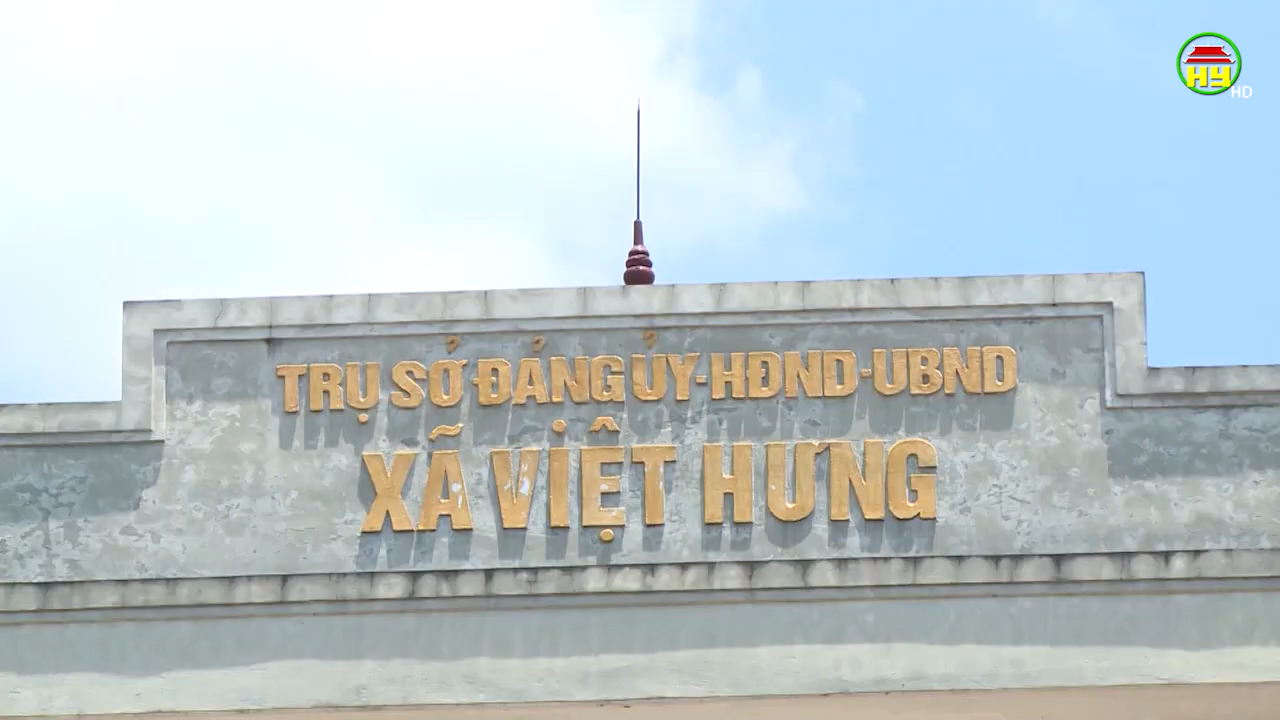 HY
HD
TRỤ SỞ ĐẢNG ỦY-HĐND-UBND
XÃ VIỆT HƯNG